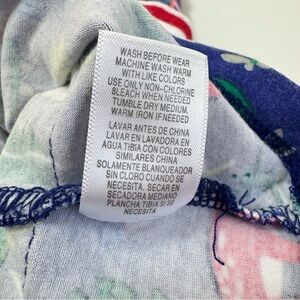 WASH BEFORE WEAR
MACHINE WASH WARM
WITH LIKE COLORS
USE ONLY NON-CHLORINE
BLEACH WHEN NEEDED
TUMBLE DRY MEDIUM,
WARM IRON IF NEEDED
LAVAR ANTES DE CHINA
LAVAR EN LAVADORA EN
AGUA TIBIA CON COLORES
SIMILARES CHINA
SOLAMENTE BLANQUEADOR
SIN CLORO CUANDO SE
NECESITA. SECAR EN
SECADORA MEDIANO
PLANCHA TIBIA SI SE
NECESITA